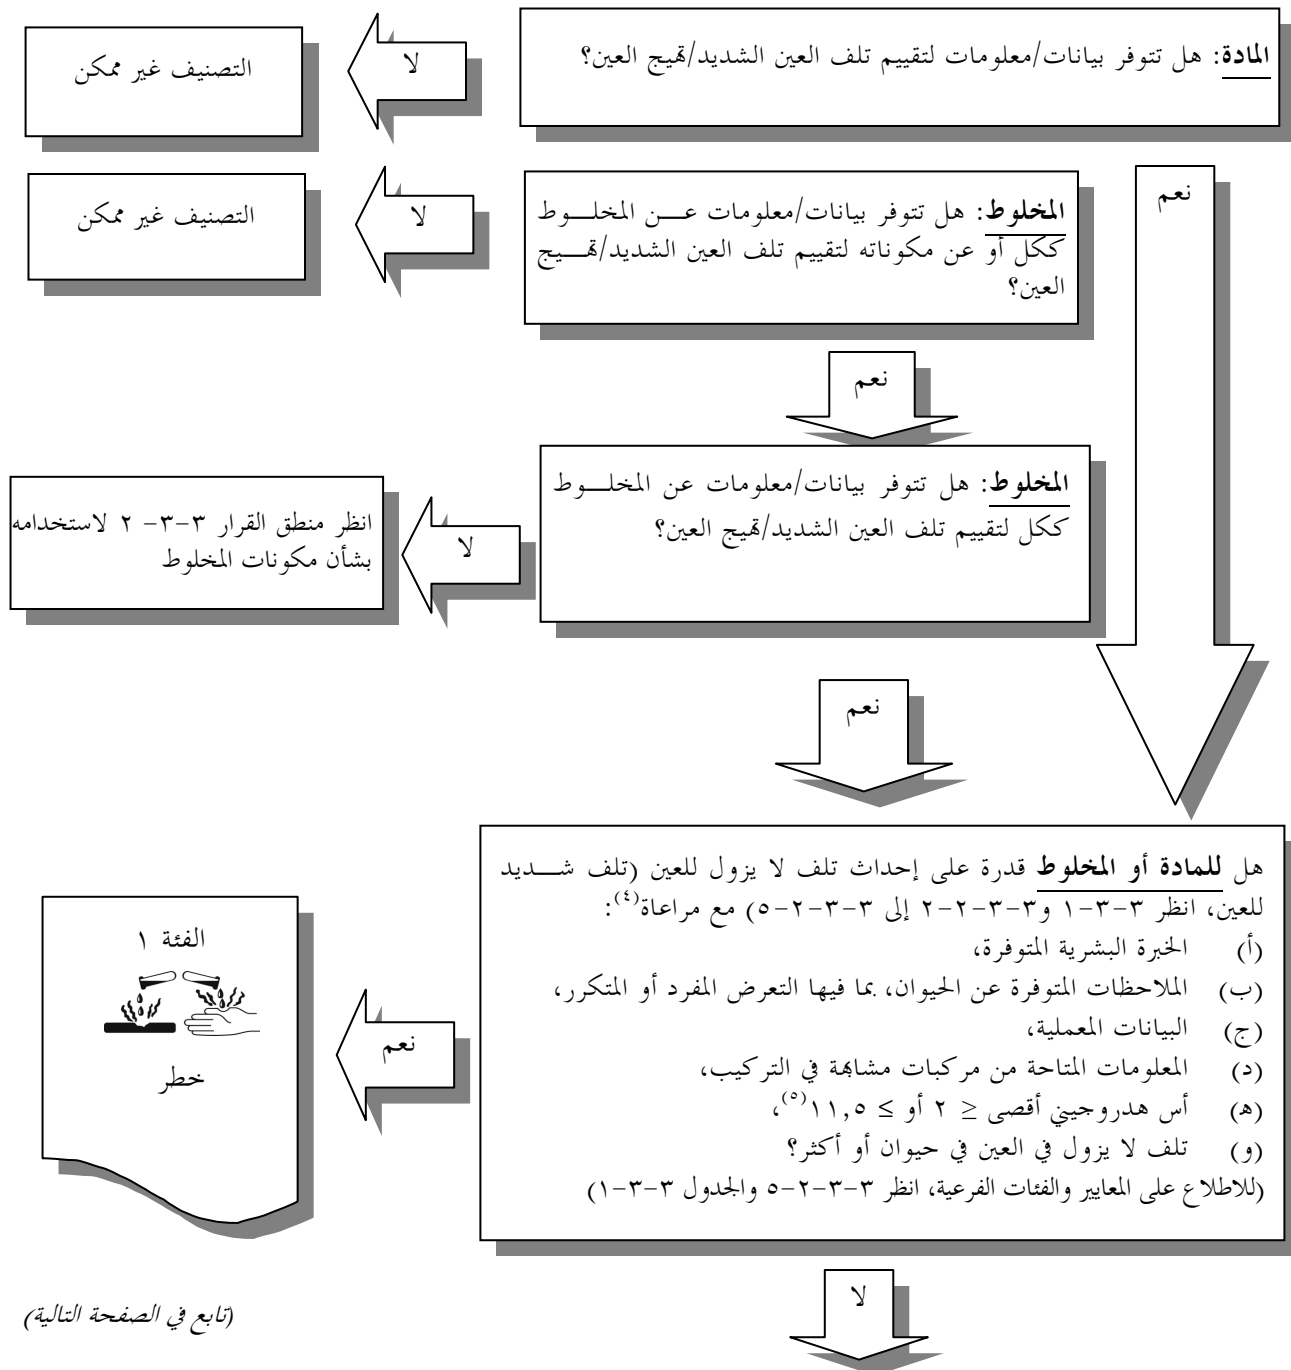 المادة: هل تتوفر بيانات/معلومات لتقييم تلف العين الشديد/تهيج العين؟
لا
التصنيف غير ممكن
نعم
المخلوط: هل تتوفر بيانات/معلومات عن المخلوط
ككل أو عن مكوناته لتقييم تلف العين الشديد/تهيج
العين؟
لا
التصنيف غير ممكن
نعم
المخلوط: هل تتوفر بيانات/معلومات عن المخلوط
ككل لتقييم تلف العين الشديد/تهيج العين؟
لا
انظر منطق القرار ٣-٣- ٢ لاستخدامه
بشأن مكونات المخلوط
نعم
هل للمادة أو المخلوط قدرة على إحداث تلف لا يزول للعين (تلف شديد
للعين، انظر ٣-٣-١ و٣-٣-٢-٢ إلى ٣-٣-٢-٥) مع مراعاة(٤):
(أ) الخبرة البشرية المتوفرة،
(ب) الملاحظات المتوفرة عن الحيوان، بما فيها التعرض المفرد أو المتكرر،
(ج) البيانات المعملية،
(د) المعلومات المتاحة من مركبات مشابهة في التركيب،
(ه) أس هدروجيني أقصى ≥ ٢ أو ≤ ١١,٥(٥)،
(و) تلف لا يزول في العين في حيوان أو أكثر؟
(للاطلاع على المعايير والفئات الفرعية، انظر ٣-٣-٢-٥ والجدول ٣-٣-١)
نعم
الفئة ١
خطر
لا
(تابع في الصفحة التالية)